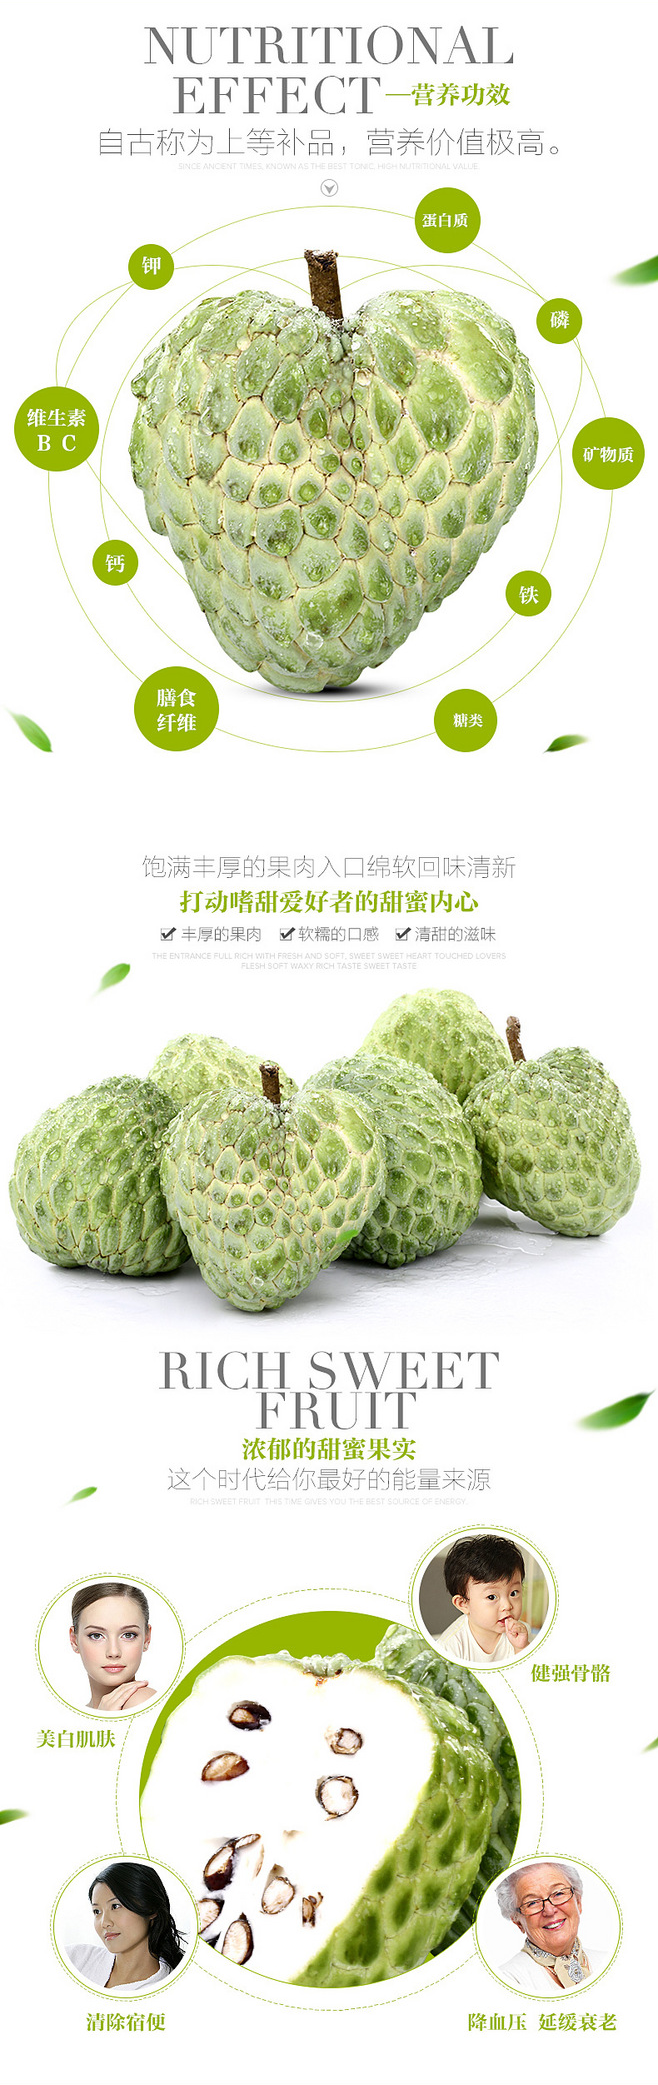 NUTRITIONAL
EFFECT —营养功效
自古称为上等补品，营养价值极高。
SINCE ANCIENT TIMES, KNOWN AS THE BEST TONIC, HIGH NUTRITIONAL VALUE.
蛋白质
钾
磷
维生素
B C
矿物质
钙
铁
膳食
纤维
糖类
饱满丰厚的果肉入口绵软回味清新
打动嗜甜爱好者的甜蜜内心
丰厚的果肉 软糯的口感 清甜的滋味
THE ENTRANCE FULL RICH WITH FRESH AND SOFT, SWEET SWEET HEART TOUCHED LOVERS
FLESH SOFT WAXY RICH TASTE SWEET TASTE
RICH SWEET
FRUIT
浓郁的甜蜜果实
这个时代给你最好的能量来源
RICH SWEET FRUIT THIS TIME GIVES YOU THE BEST SOURCE OF ENERGY.
健强骨骼
美白肌肤
清除宿便
降血压 延缓衰老